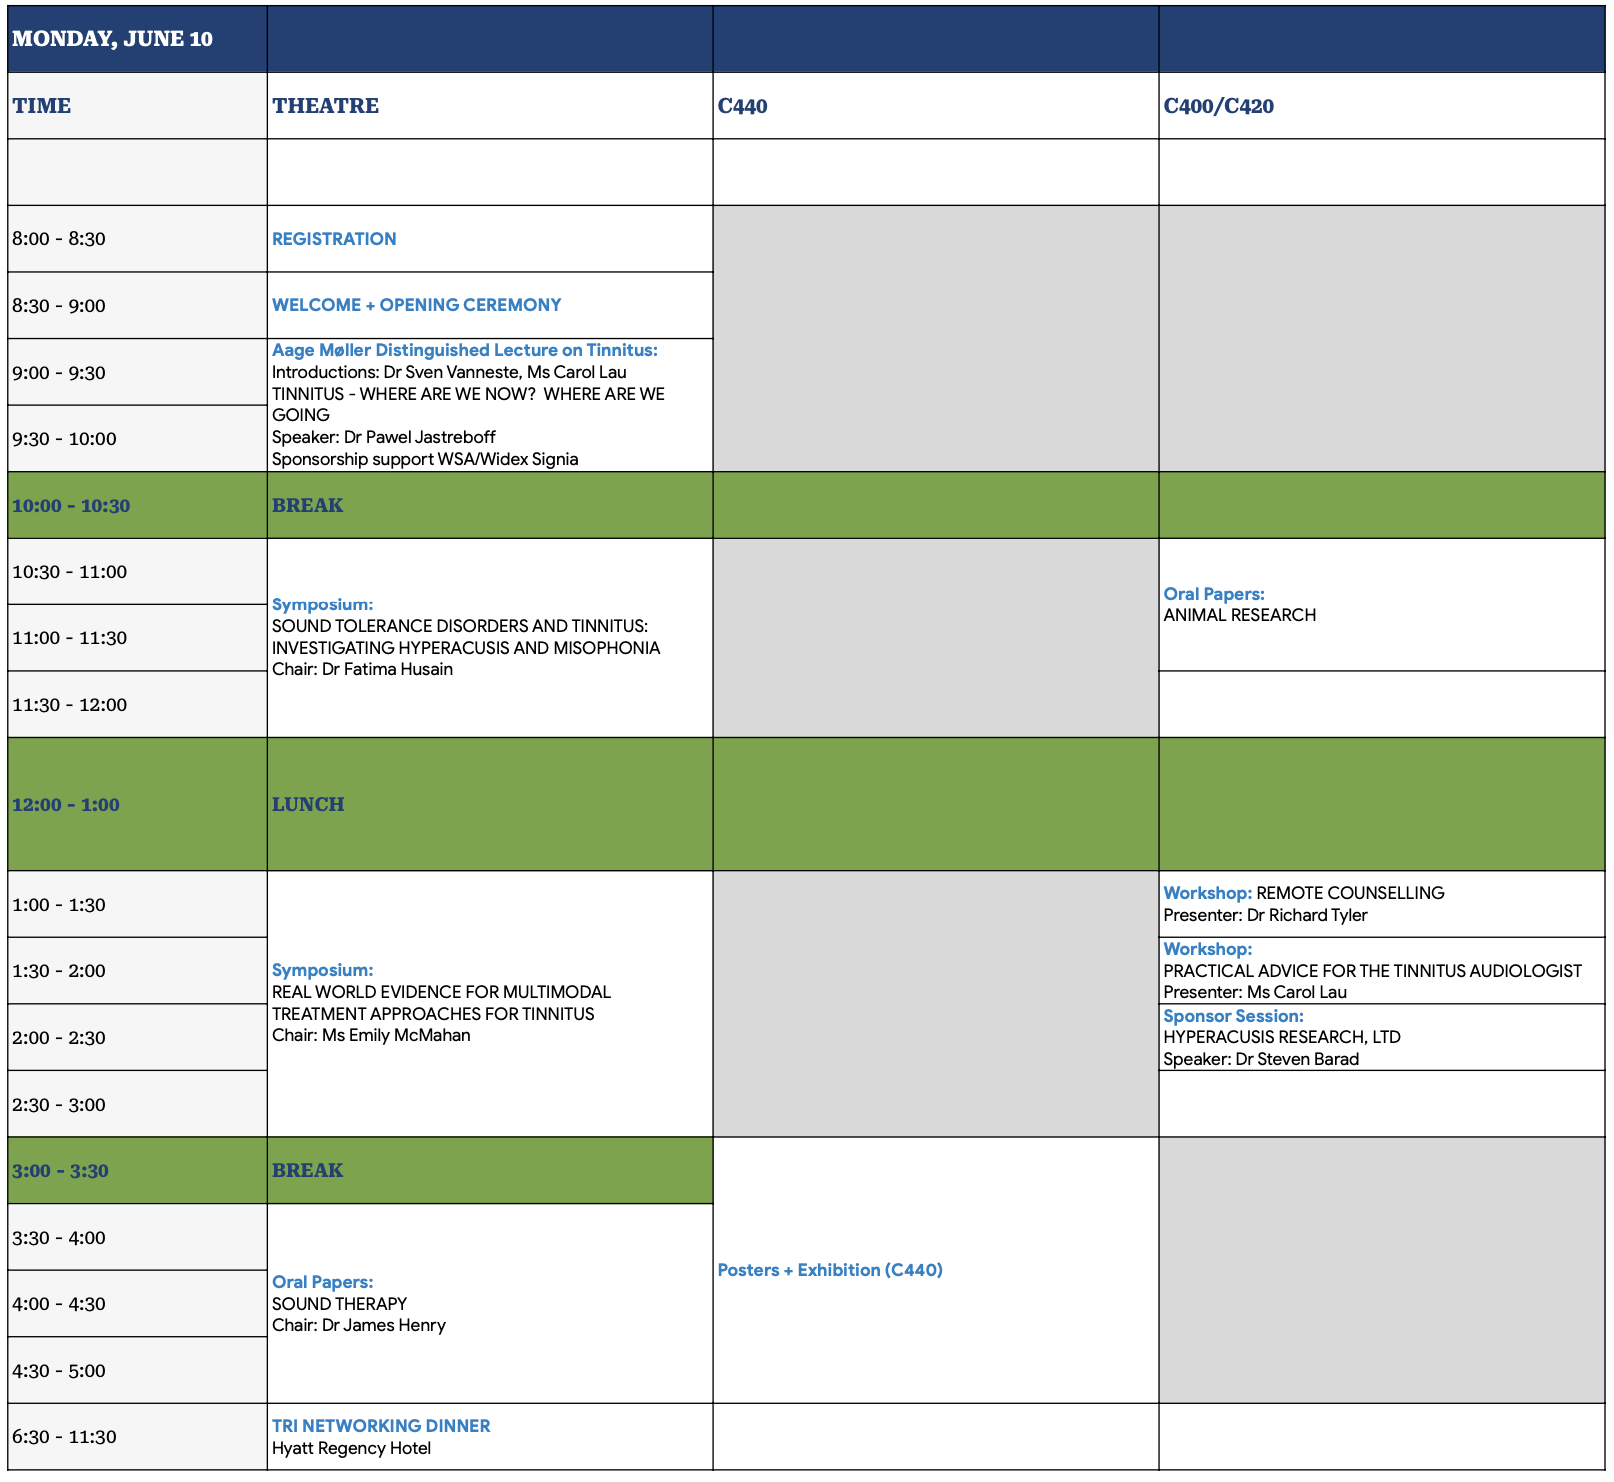 MONDAY, JUNE 10
TIME
THEATRE
C440
C400/C420
8:00 - 8:30
REGISTRATION
8:30 - 9:00
WELCOME + OPENING CEREMONY
9:00 - 9:30
9:30 - 10:00
Aage Møller Distinguished Lecture on Tinnitus:
Introductions: Dr Sven Vanneste, Ms Carol Lau
TINNITUS - WHERE ARE WE NOW?  WHERE ARE WE
GOING
Speaker: Dr Pawel Jastreboff
Sponsorship support WSA/Widex Signia
10:00 - 10:30
BREAK
10:30 - 11:00
11:00 - 11:30
11:30 - 12:00
Symposium:
SOUND TOLERANCE DISORDERS AND TINNITUS:
INVESTIGATING HYPERACUSIS AND MISOPHONIA
Chair: Dr Fatima Husain
Oral Papers:
ANIMAL RESEARCH
12:00 - 1:00
LUNCH
1:00 - 1:30
1:30 - 2:00
2:00 - 2:30
2:30 - 3:00
Symposium:
REAL WORLD EVIDENCE FOR MULTIMODAL
TREATMENT APPROACHES FOR TINNITUS
Chair: Ms Emily McMahan
Workshop: REMOTE COUNSELLING
Presenter: Dr Richard Tyler
Workshop:
PRACTICAL ADVICE FOR THE TINNITUS AUDIOLOGIST
Presenter: Ms Carol Lau
Sponsor Session:
HYPERACUSIS RESEARCH, LTD
Speaker: Dr Steven Barad
3:00 - 3:30
BREAK
3:30 - 4:00
4:00 - 4:30
4:30 - 5:00
Oral Papers:
SOUND THERAPY
Chair: Dr James Henry
Posters + Exhibition (C440)
6:30 - 11:30
TRI NETWORKING DINNER
Hyatt Regency Hotel